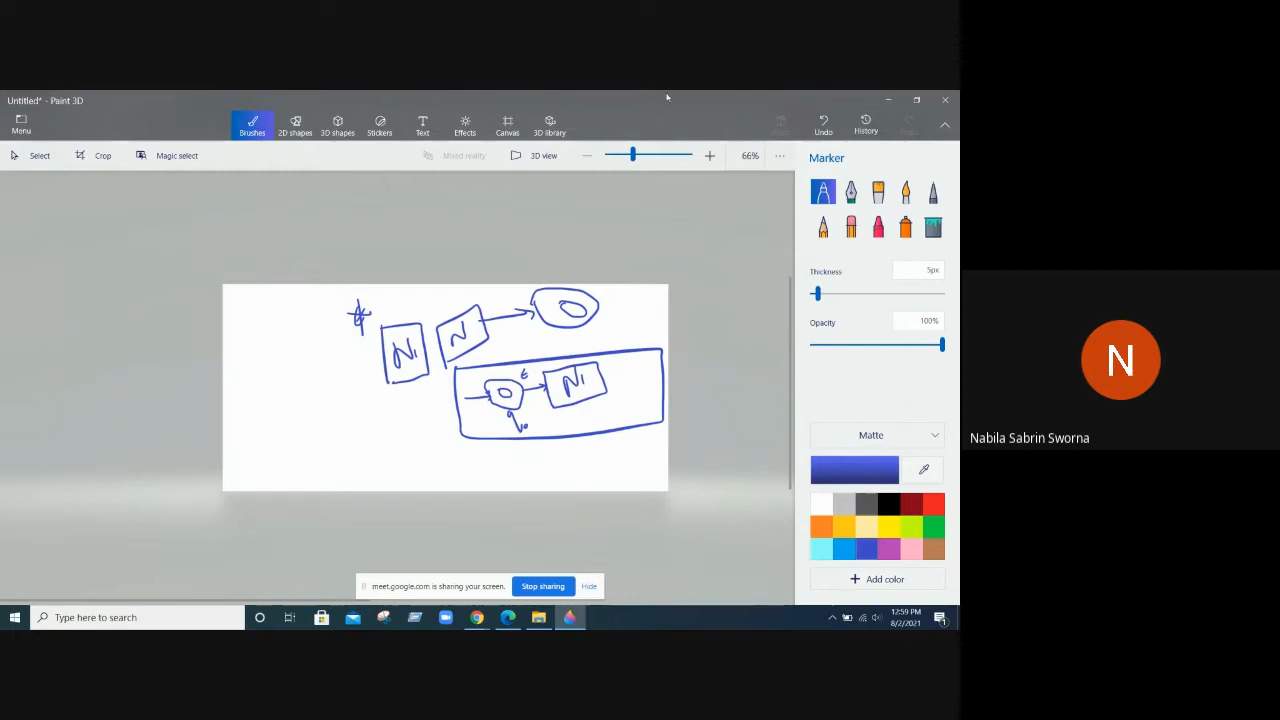 Untitled* - Paint 3D
Menu
Brushes
2D shapes
3D shapes
Stickers
Text
Effects
Canvas
3D library
Undo
History
Select
Crop
Magic select
Mixed reality
3D view
66%
Marker
Thickness
5px
Opacity
100%
Matte
Add color
N1
N
O
O
t
N1
meet.google.com is sharing your screen.
Stop sharing
Hide
Type here to search
12:59 PM
8/2/2021
N
Nabila Sabrin Sworna